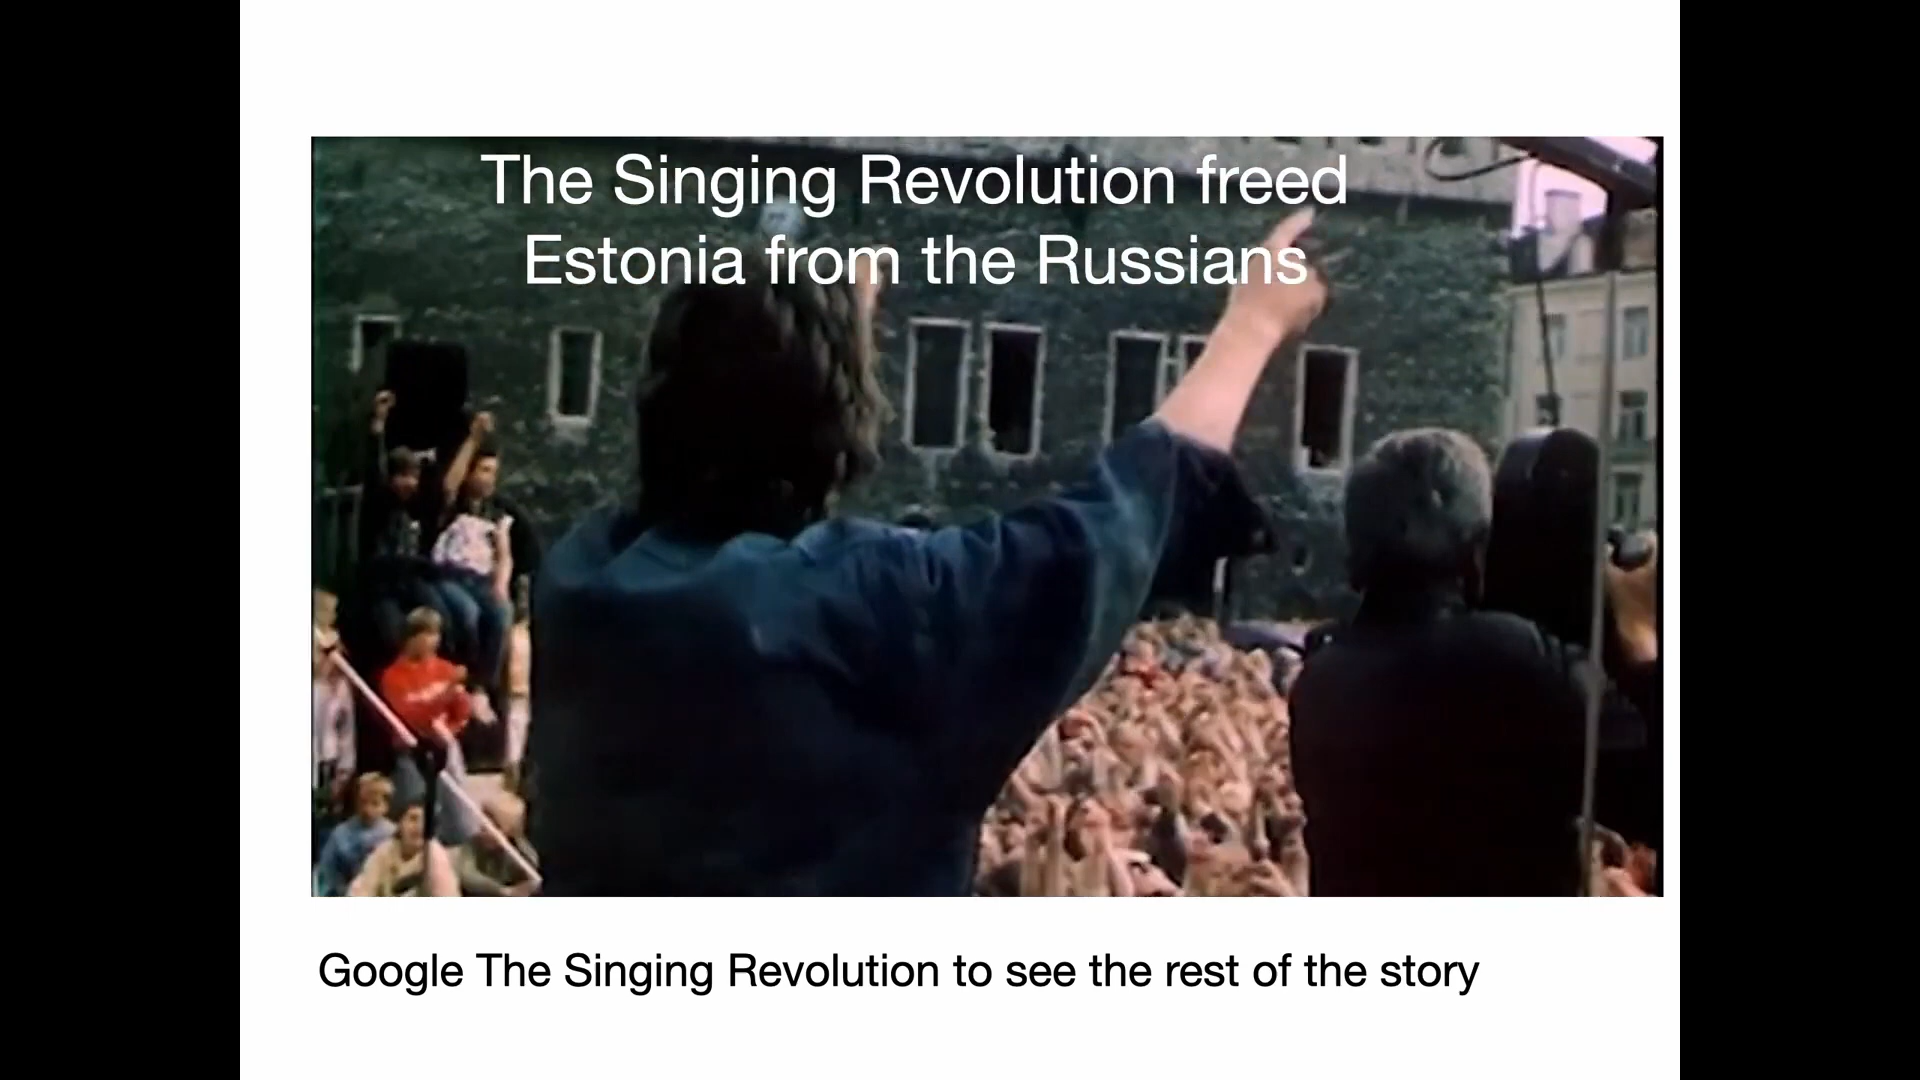 The Singing Revolution freed
Estonia from the Russians
Google The Singing Revolution to see the rest of the story